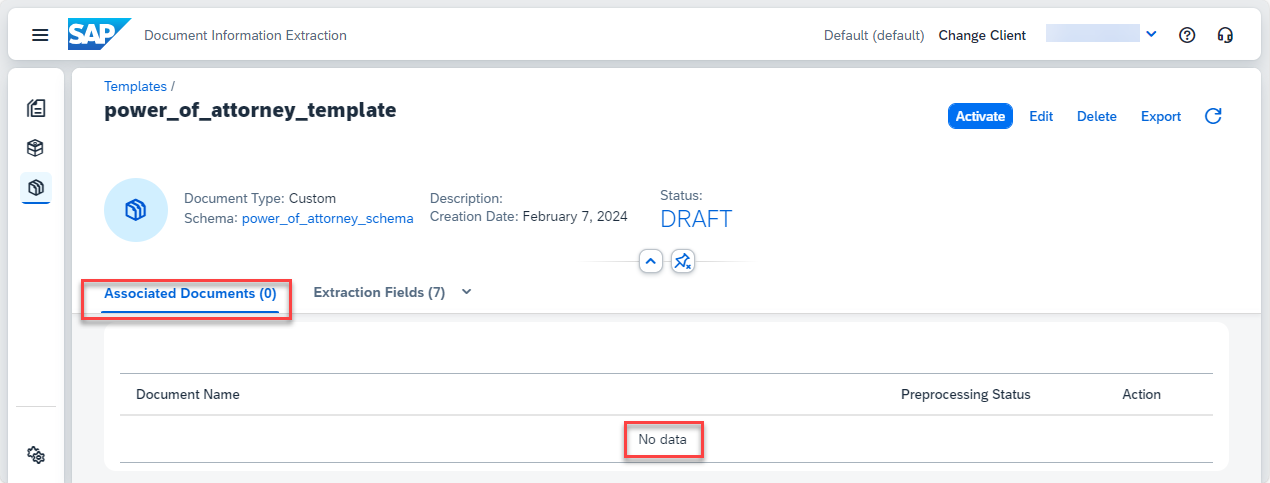 SAP Document Information Extraction Default (default) Change Client
Templates /
power_of_attorney_template
Activate Edit Delete Export
Document Type: Custom
Schema: power_of_attorney_schema
Description:
Creation Date: February 7, 2024
Status:
DRAFT
Associated Documents (0) Extraction Fields (7)
Document Name Preprocessing Status Action
No data